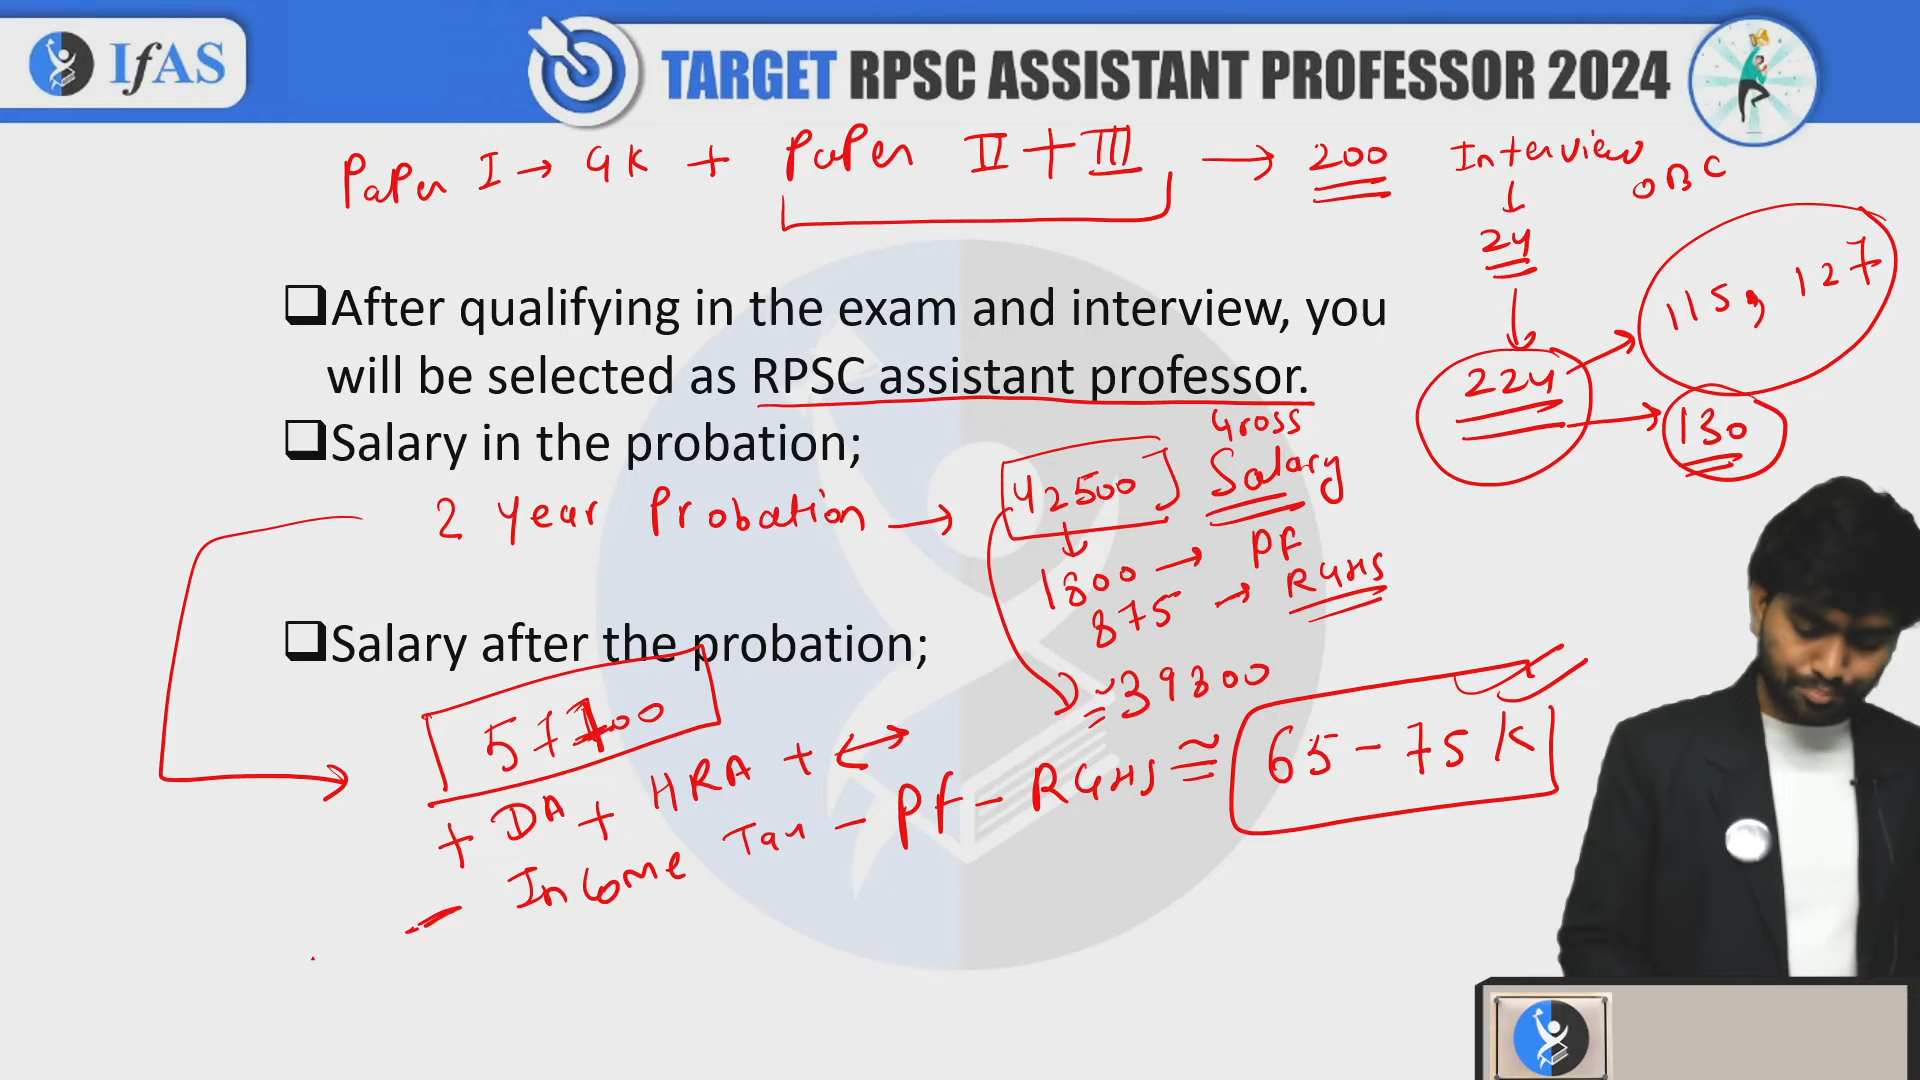 IfAS
TARGET RPSC ASSISTANT PROFESSOR 2024
Paper I → GK + Paper II + III → 200
Interview
OBC
24
224
115, 127
130
❑After qualifying in the exam and interview, you
will be selected as RPSC assistant professor.
❑Salary in the probation;
2 Year Probation → 42500
Gross
Salary
1800 → PF
875 → RGHS
≈ 39800
❑Salary after the probation;
57700
+ DA + HRA +
- Income Tax - PF - RGHS ≅ 65 - 75 K